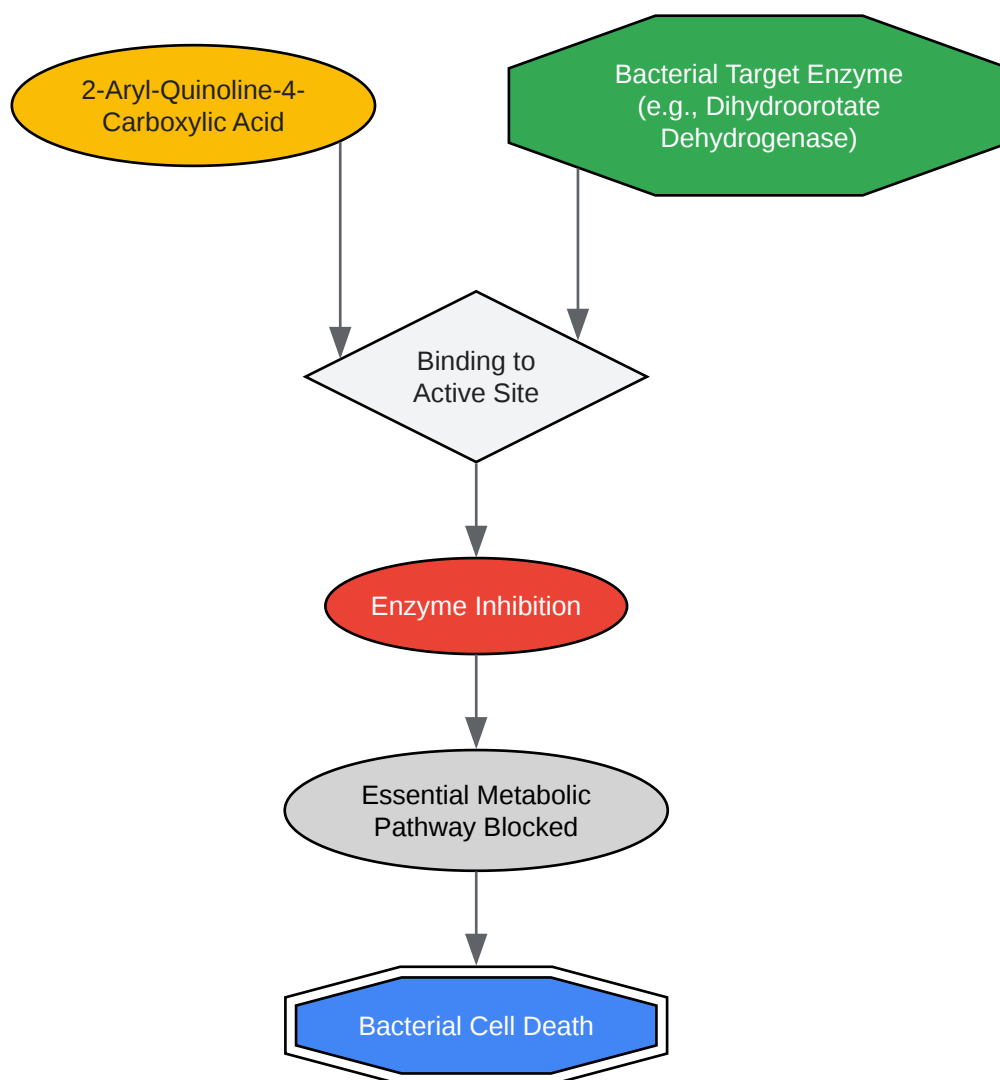 2-Aryl-Quinoline-4-
Carboxylic Acid
Bacterial Target Enzyme
(e.g., Dihydroorotate
Dehydrogenase)
Binding to
Active Site
Enzyme Inhibition
Essential Metabolic
Pathway Blocked
Bacterial Cell Death